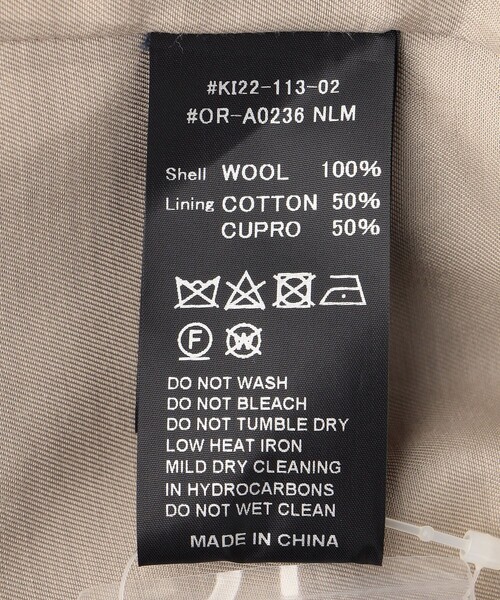 #KI22-113-02
#OR-A0236 NLM
Shell WOOL 100%
Lining COTTON 50%
CUPRO 50%
F W
DO NOT WASH
DO NOT BLEACH
DO NOT TUMBLE DRY
LOW HEAT IRON
MILD DRY CLEANING
IN HYDROCARBONS
DO NOT WET CLEAN
MADE IN CHINA